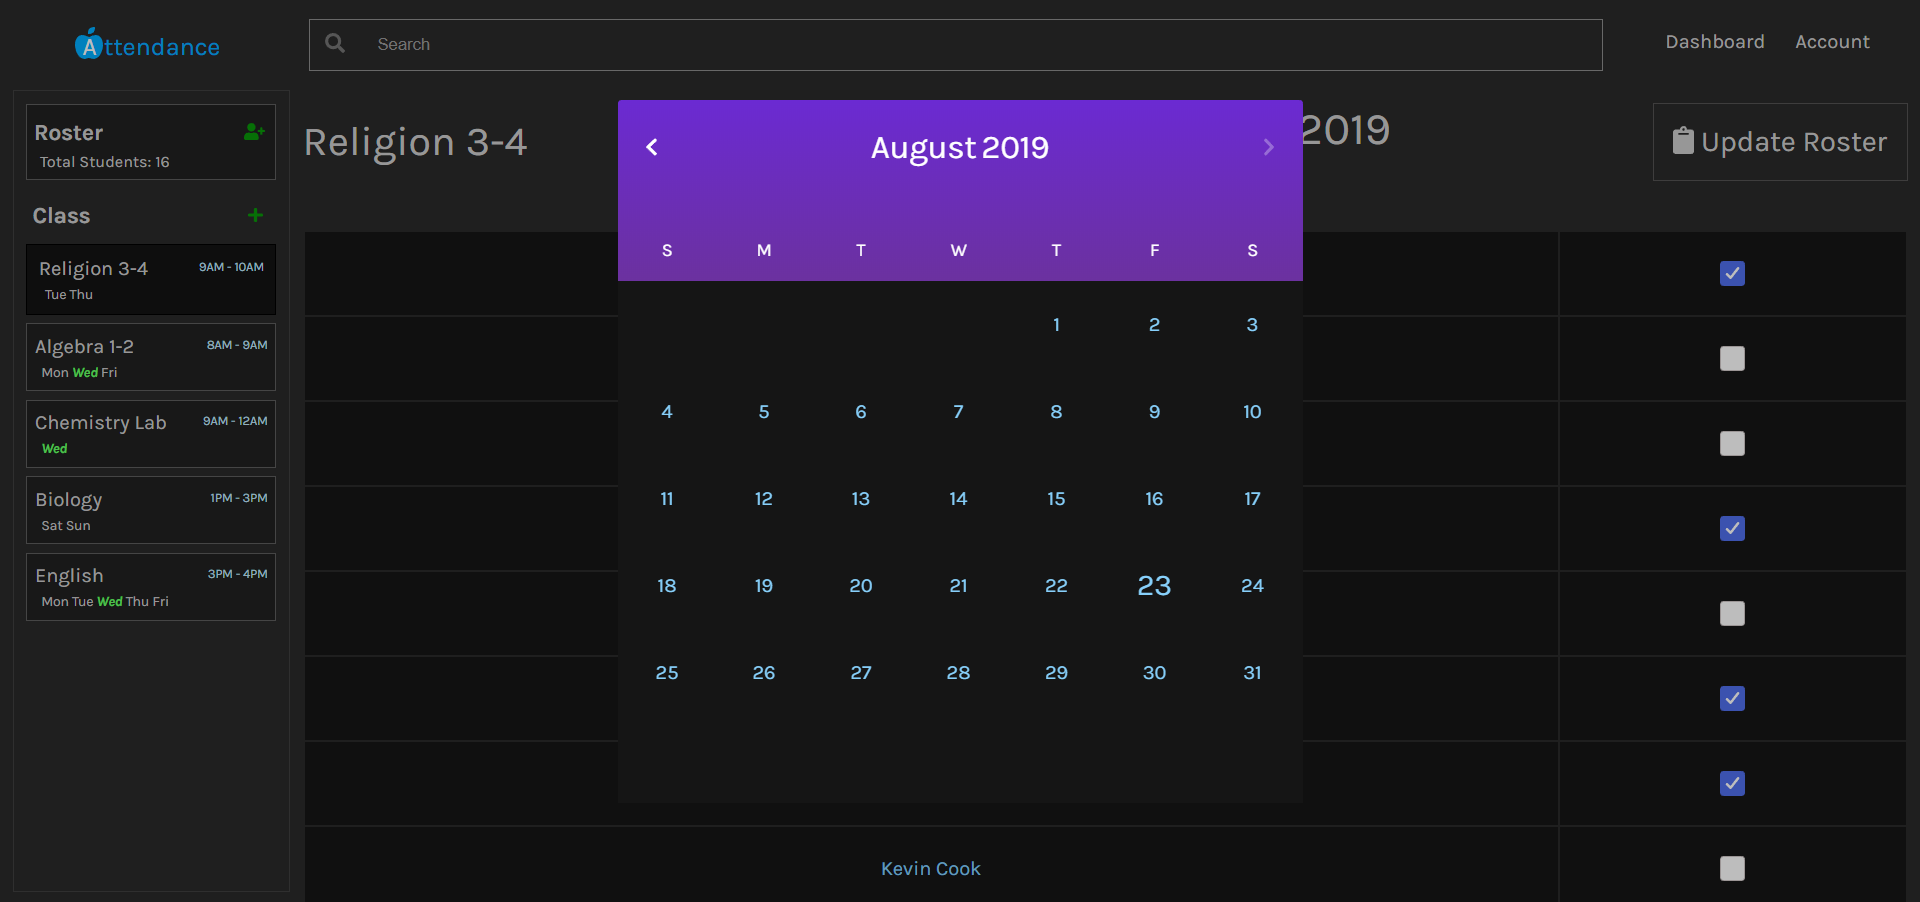 Attendance
Search
Dashboard Account
Roster
Total Students: 16
Class
Religion 3-4 9AM - 10AM
Tue Thu
Algebra 1-2 8AM - 9AM
Mon Wed Fri
Chemistry Lab 9AM - 12AM
Wed
Biology 1PM - 3PM
Sat Sun
English 3PM - 4PM
Mon Tue Wed Thu Fri
Religion 3-4
2019
Update Roster
August 2019
S M T W T F S
1 2 3
4 5 6 7 8 9 10
11 12 13 14 15 16 17
18 19 20 21 22 23 24
25 26 27 28 29 30 31
Kevin Cook